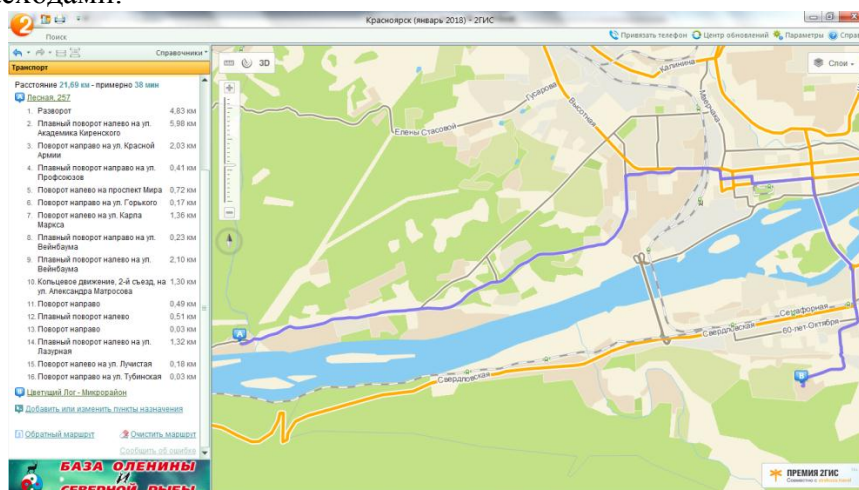 сходами.
Красноярск (январь 2018) - 2ГИС
Поиск
Привязать телефон Центр обновлений Параметры Спра
Справочники
Транспорт
Расстояние 21,69 км - примерно 38 мин
A Лесная, 257
1. Разворот 4,83 км
2. Плавный поворот налево на ул. Академика Киренского 5,98 км
3. Поворот направо на ул. Красной Армии 2,03 км
4. Плавный поворот направо на ул. Профсоюзов 0,41 км
5. Поворот налево на проспект Мира 0,72 км
6. Поворот направо на ул. Горького 0,17 км
7. Поворот налево на ул. Карла Маркса 1,36 км
8. Плавный поворот направо на ул. Вейнбаума 0,23 км
9. Плавный поворот налево на ул. Вейнбаума 2,10 км
10. Кольцевое движение, 2-й съезд, на ул. Александра Матросова 1,30 км
11. Поворот направо 0,49 км
12. Плавный поворот налево 0,51 км
13. Поворот направо 0,03 км
14. Плавный поворот налево на ул. Лазурная 1,32 км
15. Поворот налево на ул. Лучистая 0,18 км
16. Поворот направо на ул. Тубинская 0,03 км
Цветущий Лог - Микрорайон
Добавить или изменить пункты назначения
Обратный маршрут Очистить маршрут
Сообщить об ошибке
БАЗА ОЛЕНИНЫ
И
СЕВЕРНОЙ РЫБЫ
3D
Слои
Калинина
Маерчака
Гусарова
Высотная
Елены Стасовой
Семафорная
Свердловская
60-лет-Октября
Свердловская
A
B
ПРЕМИЯ 2ГИС